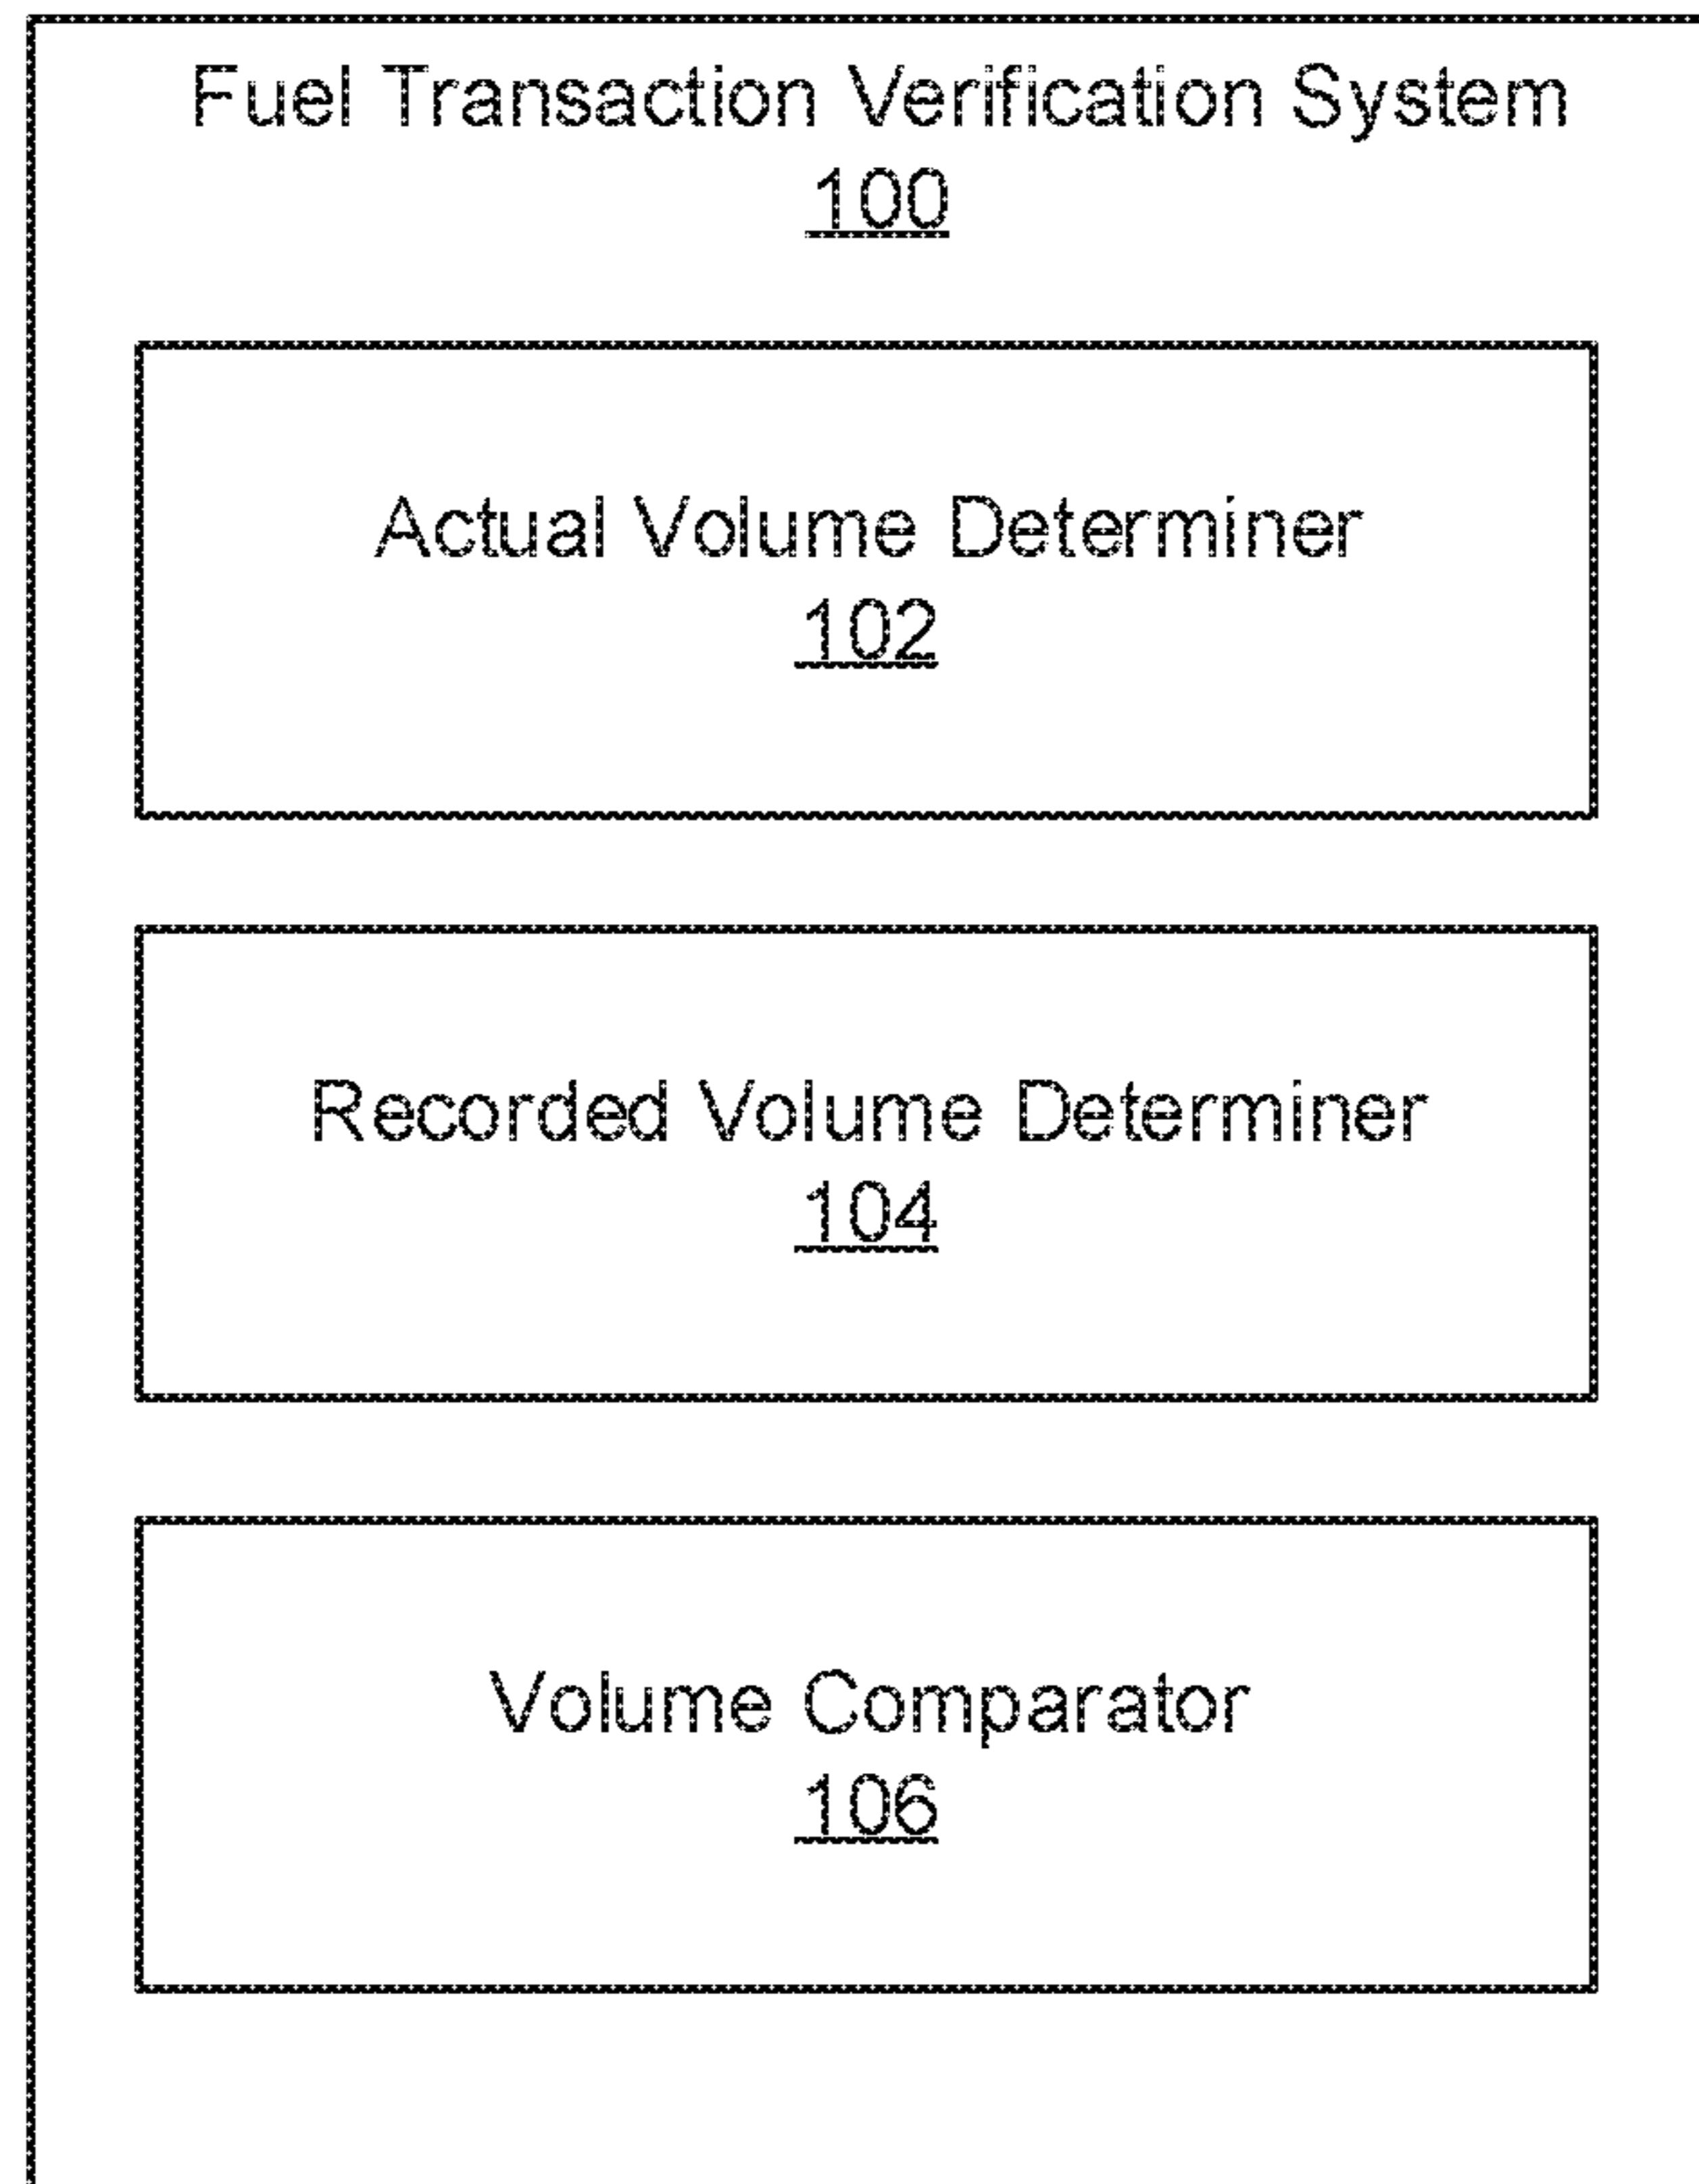 Fuel Transaction Verification System
100
Actual Volume Determiner
102
Recorded Volume Determiner
104
Volume Comparator
106